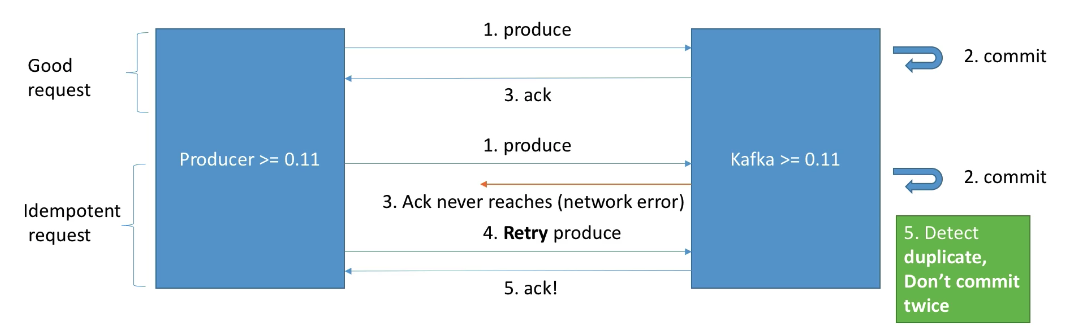 1. produce
Good
request
2. commit
3. ack
Producer >= 0.11
Kafka >= 0.11
1. produce
2. commit
3. Ack never reaches (network error)
Idempotent
request
4. Retry produce
5. ack!
5. Detect
duplicate,
Don't commit
twice